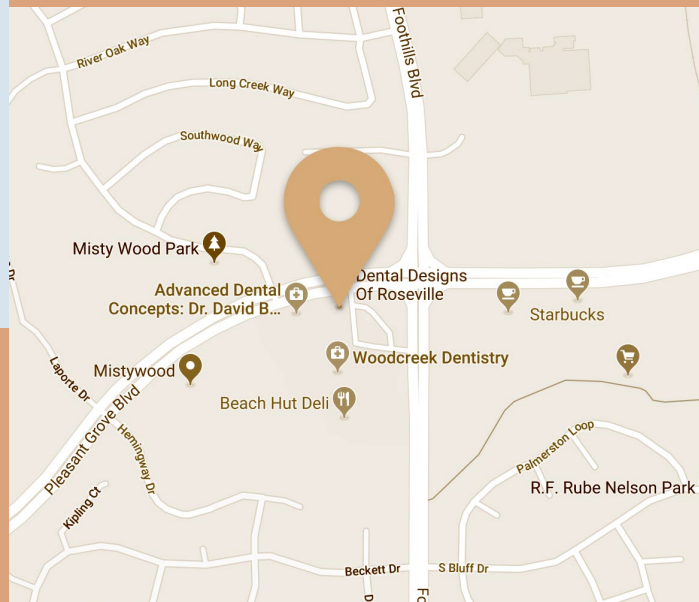 River Oak Way
Foothills Blvd
Long Creek Way
Southwood Way
Misty Wood Park
Advanced Dental
Concepts: Dr. David B...
Dental Designs
Of Roseville
Starbucks
Woodcreek Dentistry
Mistywood
Laporte Dr
Beach Hut Deli
Pleasant Grove Blvd
Hemingway Dr
Palmerston Loop
R.F. Rube Nelson Park
Kipling Ct
Beckett Dr
S Bluff Dr